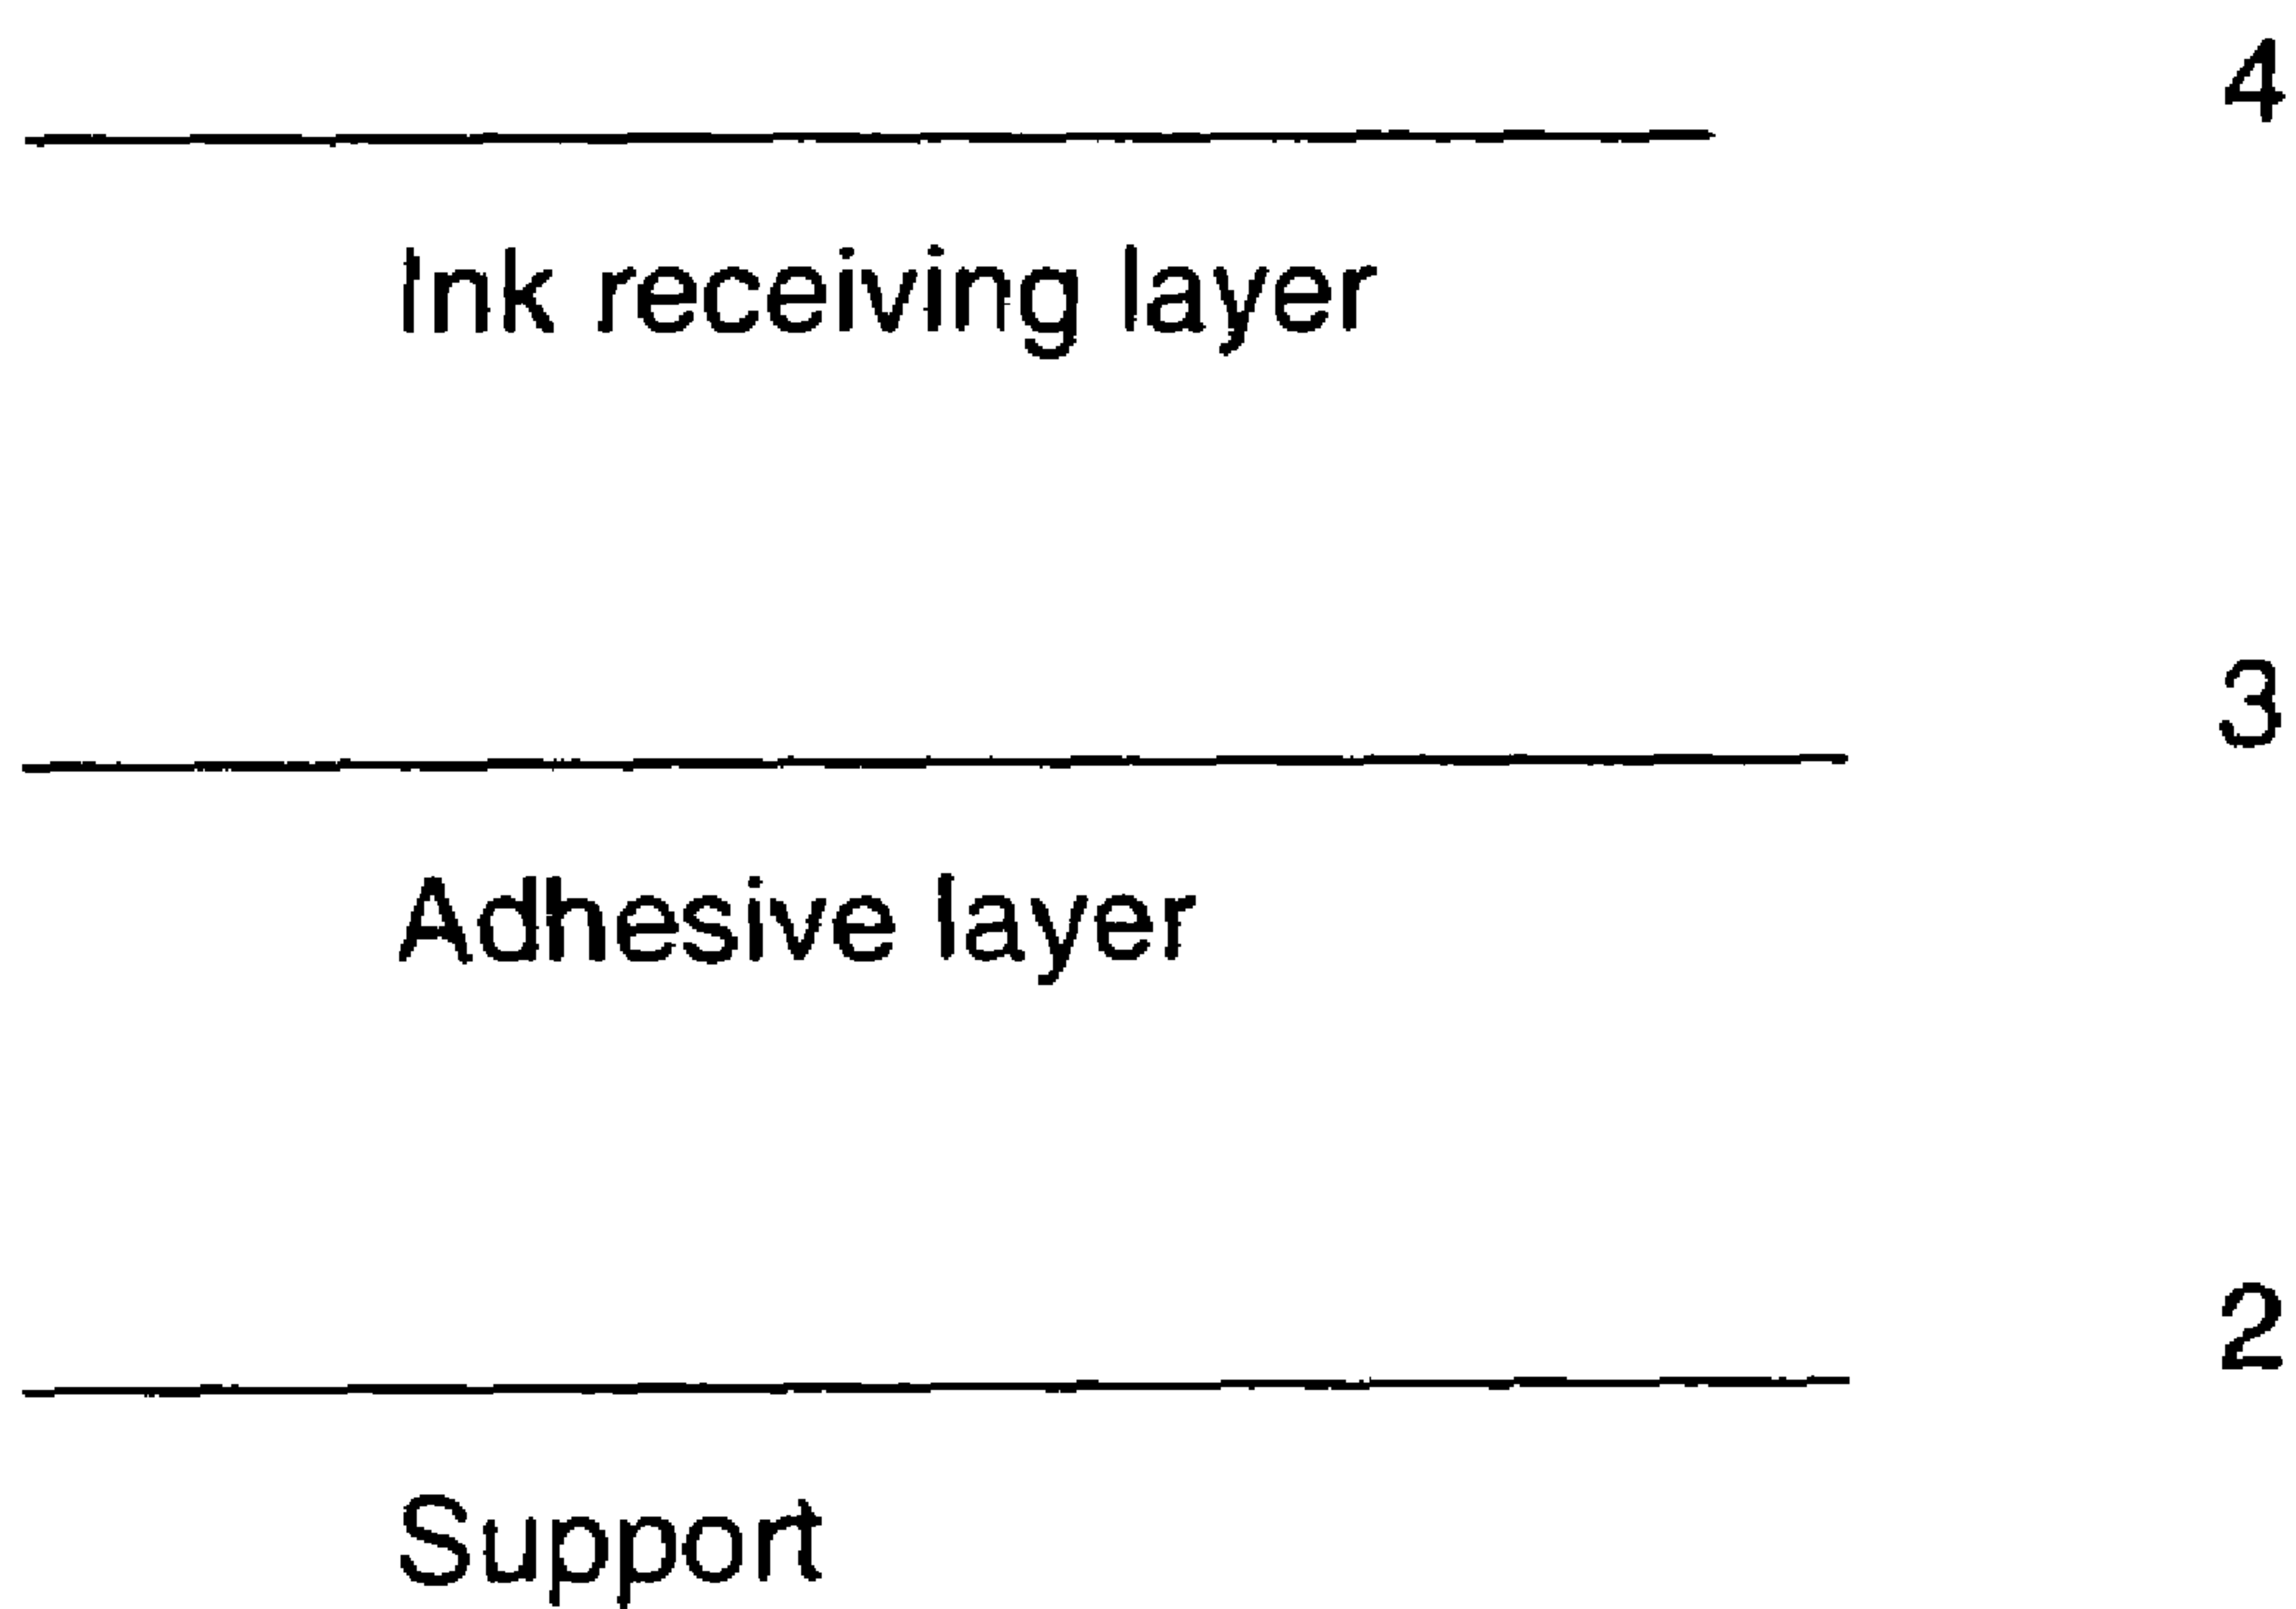 4
Ink receiving layer
3
Adhesive layer
2
Support